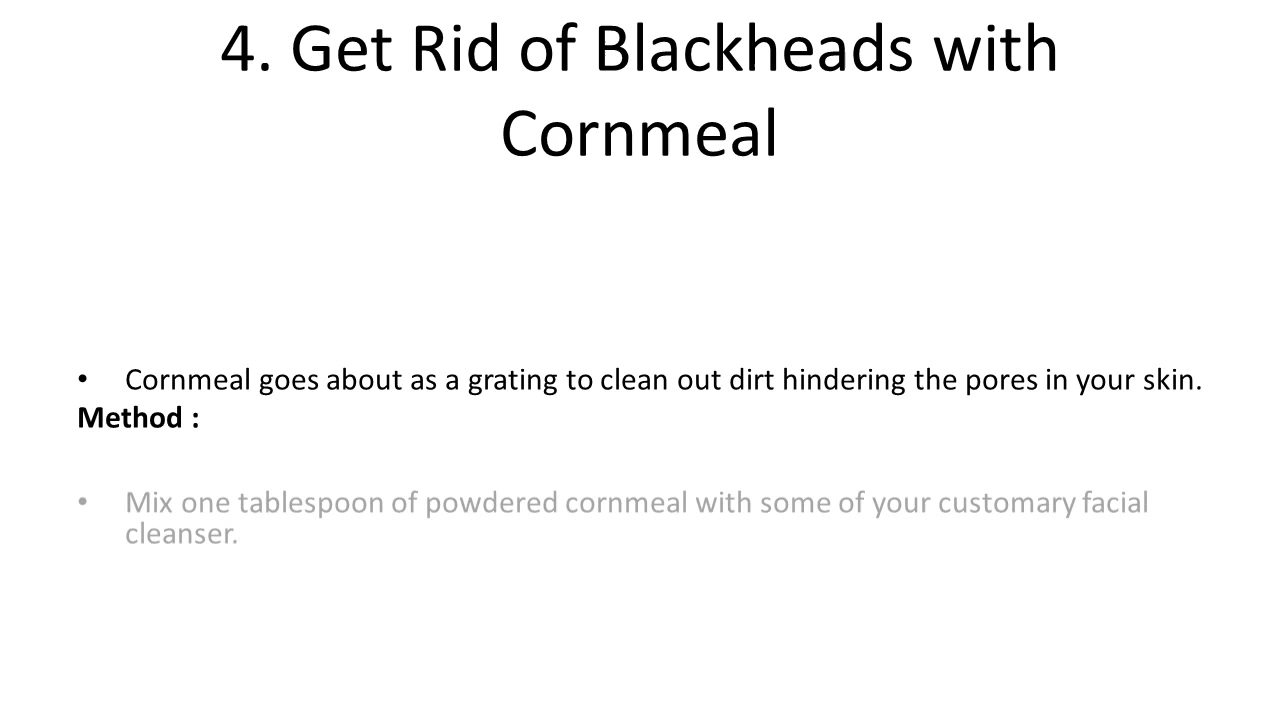 4. Get Rid of Blackheads with
Cornmeal
• Cornmeal goes about as a grating to clean out dirt hindering the pores in your skin.
Method :
• Mix one tablespoon of powdered cornmeal with some of your customary facial
cleanser.